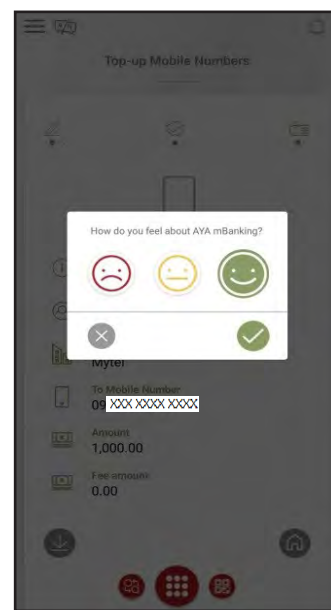 Top-up Mobile Numbers
How do you feel about AYA mBanking?
Mytel
To Mobile Number
09 XXX XXXX XXXX
Amount
1,000.00
Fee amount
0.00